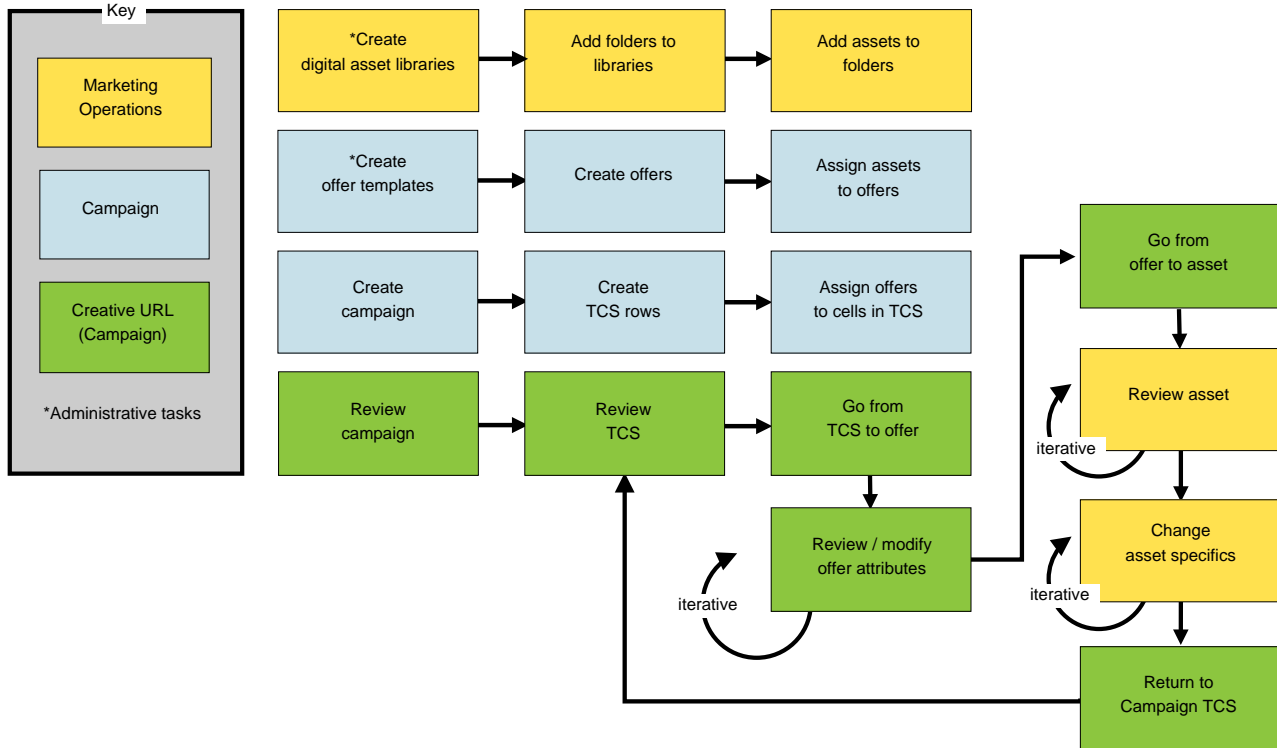 Key
Marketing
Operations
Campaign
Creative URL
(Campaign)
*Administrative tasks
*Create
digital asset libraries
Add folders to
libraries
Add assets to
folders
*Create
offer templates
Create offers
Assign assets
to offers
Create
campaign
Create
TCS rows
Assign offers
to cells in TCS
Review
campaign
Review
TCS
Go from
TCS to offer
Review / modify
offer attributes
iterative
Go from
offer to asset
Review asset
iterative
Change
asset specifics
iterative
Return to
Campaign TCS